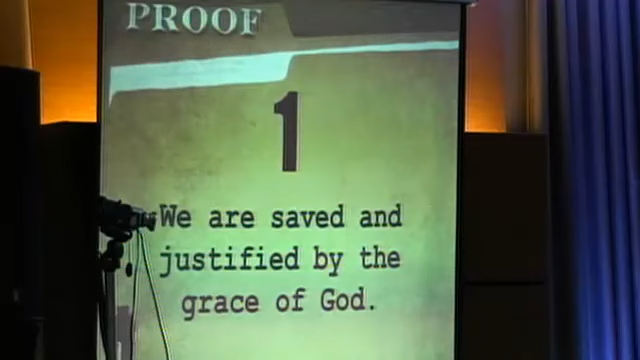 PROOF
1
We are saved and
justified by the
grace of God.